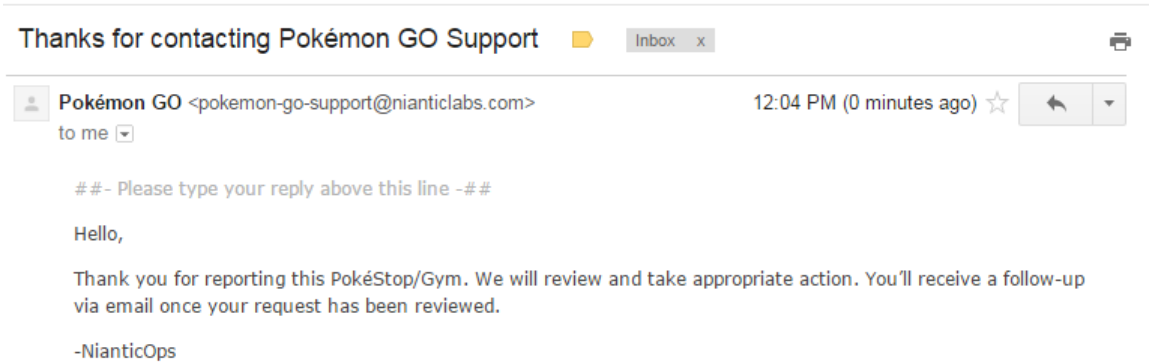 Thanks for contacting Pokémon GO Support Inbox x
Pokémon GO <pokemon-go-support@nianticlabs.com> 12:04 PM (0 minutes ago)
to me
##- Please type your reply above this line -##
Hello,
Thank you for reporting this PokéStop/Gym. We will review and take appropriate action. You’ll receive a follow-up
via email once your request has been reviewed.
-NianticOps